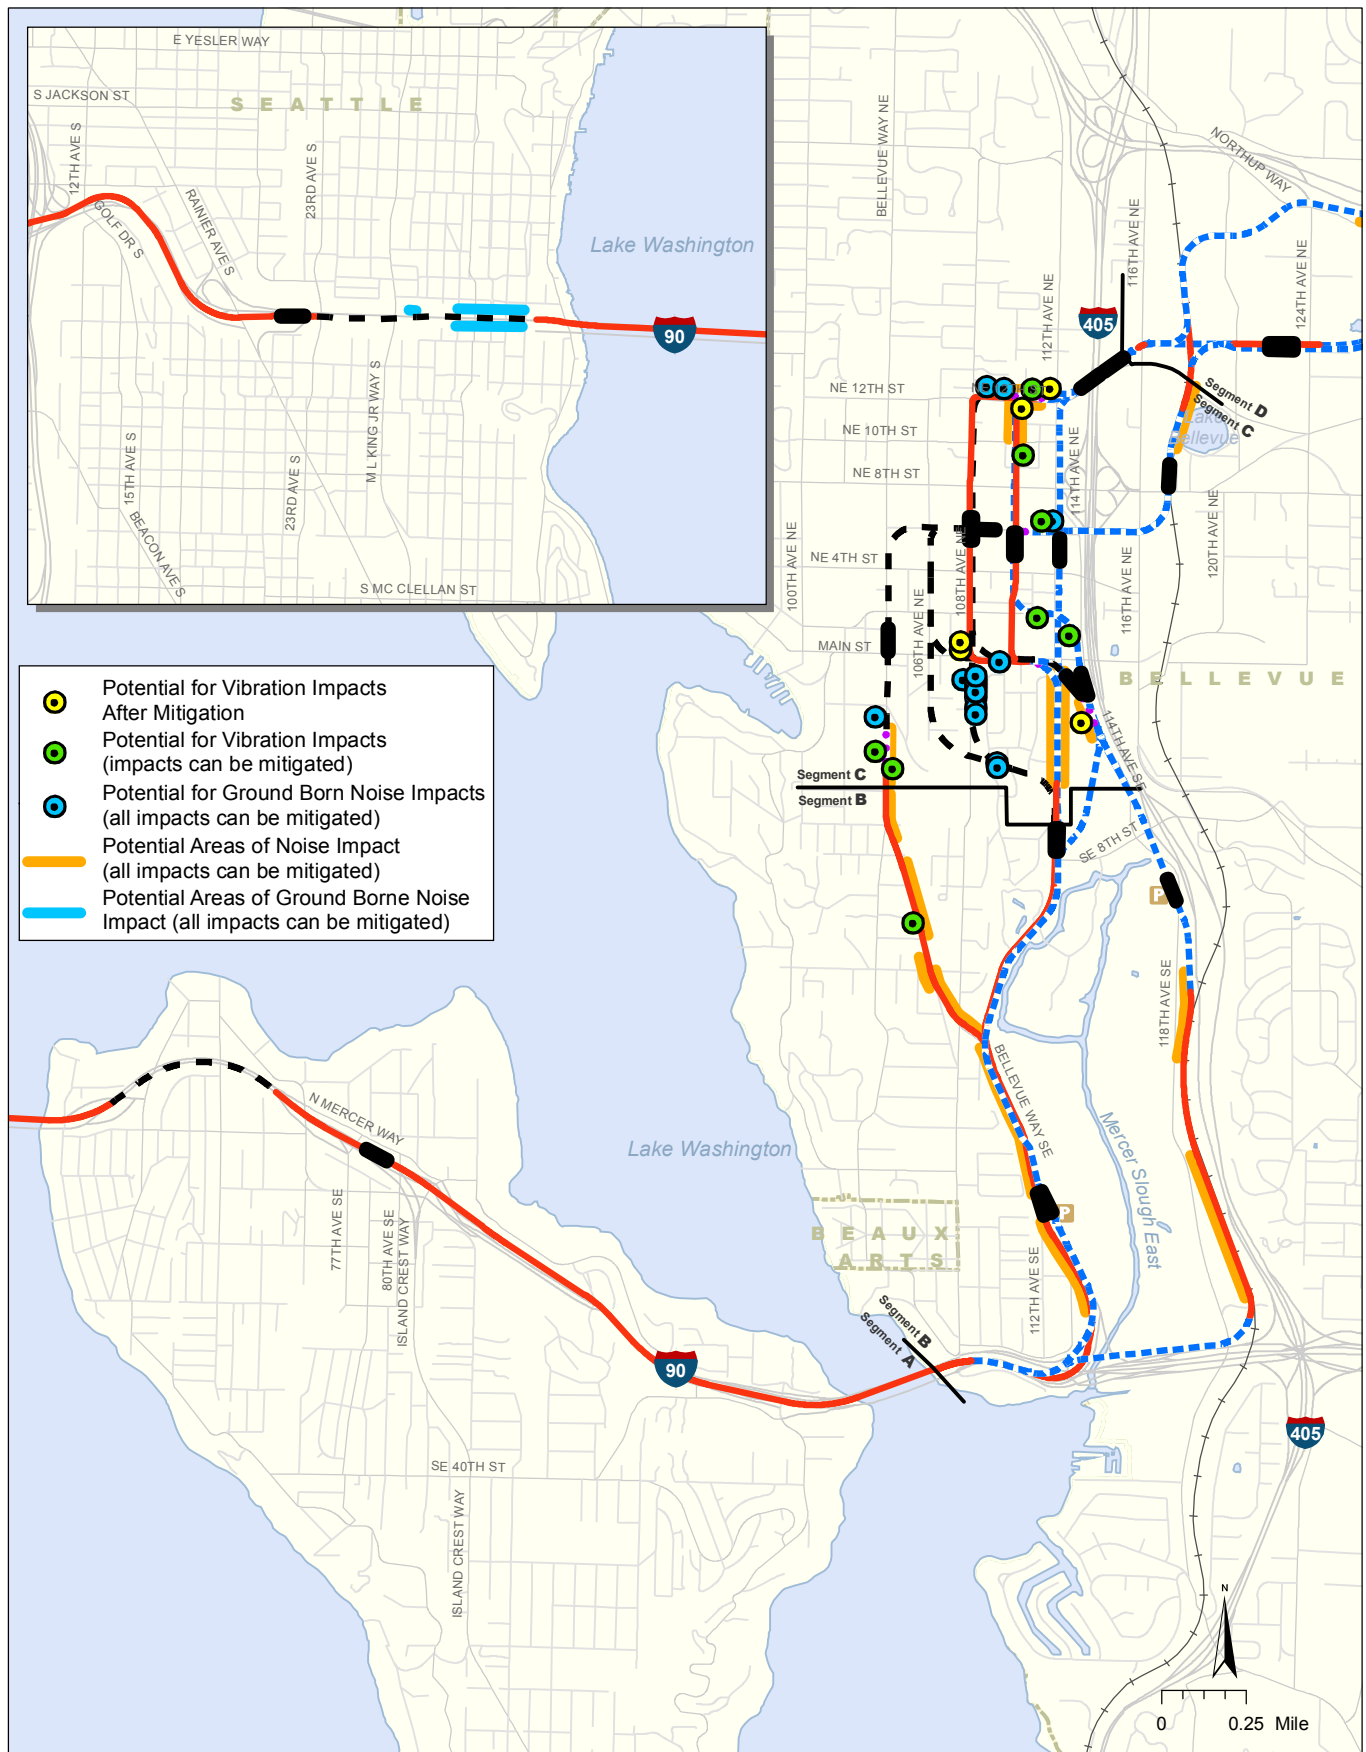 E YESLER WAY
S JACKSON ST
SEATTLE
12TH AVE S
GOLF DR S
RAINIER AVE S
23RD AVE S
Lake Washington
90
M L KING JR WAY S
15TH AVE S
23RD AVE S
BEACON AVE S
S MC CLELLAN ST
BELLEVUE WAY NE
NORTHUP WAY
116TH AVE NE
124TH AVE NE
112TH AVE NE
405
NE 12TH ST
Segment D
Segment C
Lake
Bellevue
NE 10TH ST
114TH AVE NE
NE 8TH ST
120TH AVE NE
100TH AVE NE
NE 4TH ST
108TH AVE NE
116TH AVE NE
106TH AVE NE
MAIN ST
BELLEVUE
114TH AVE SE
Segment C
Segment B
SE 8TH ST
P
Potential for Vibration Impacts
After Mitigation
Potential for Vibration Impacts
(impacts can be mitigated)
Potential for Ground Born Noise Impacts
(all impacts can be mitigated)
Potential Areas of Noise Impact
(all impacts can be mitigated)
Potential Areas of Ground Borne Noise
Impact (all impacts can be mitigated)
118TH AVE SE
BELLEVUE WAY SE
N MERCER WAY
Lake Washington
Mercer Slough East
77TH AVE SE
80TH AVE SE
ISLAND CREST WAY
P
BEAUX
ARTS
112TH AVE SE
Segment B
Segment A
90
405
SE 40TH ST
ISLAND CREST WAY
N
0 0.25 Mile